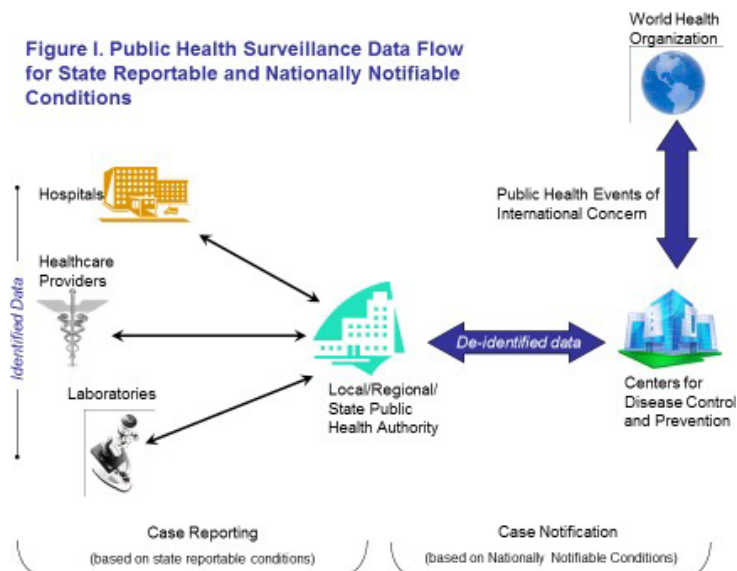 Figure I. Public Health Surveillance Data Flow
for State Reportable and Nationally Notifiable
Conditions
World Health
Organization
Public Health Events of
International Concern
Hospitals
Healthcare
Providers
Identified Data
Laboratories
Local/Regional/
State Public
Health Authority
De-identified data
Centers for
Disease Control
and Prevention
Case Reporting
(based on state reportable conditions)
Case Notification
(based on Nationally Notifiable Conditions)